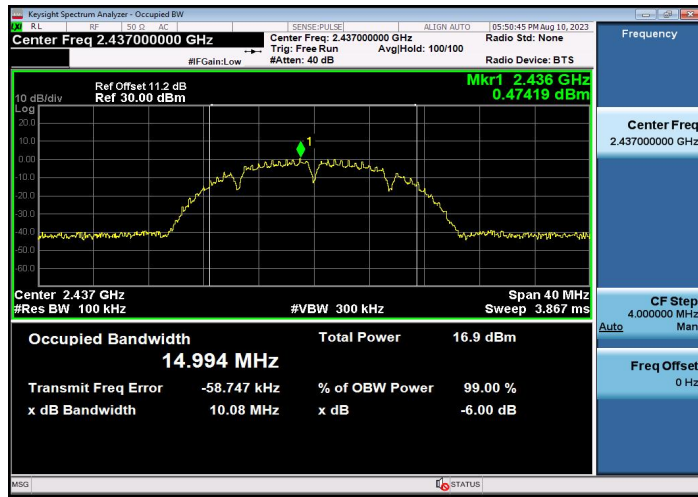 Keysight Spectrum Analyzer - Occupied BW
LXI RL RF 50 Ω AC SENSE:PULSE ALIGN AUTO 05:50:45 PM Aug 10, 2023
Center Freq 2.437000000 GHz
Center Freq: 2.437000000 GHz
Radio Std: None
Trig: Free Run Avg|Hold: 100/100
#IFGain:Low
#Atten: 40 dB
Radio Device: BTS
Frequency
Ref Offset 11.2 dB
Mkr1 2.436 GHz
10 dB/div
Ref 30.00 dBm
0.47419 dBm
Log
20.0
10.0
1
0.00
-10.0
-20.0
-30.0
-40.0
-50.0
-60.0
Center 2.437 GHz
Span 40 MHz
#Res BW 100 kHz
#VBW 300 kHz
Sweep 3.867 ms
Occupied Bandwidth
Total Power 16.9 dBm
14.994 MHz
Transmit Freq Error -58.747 kHz
% of OBW Power 99.00 %
x dB Bandwidth 10.08 MHz
x dB -6.00 dB
Center Freq
2.437000000 GHz
CF Step
4.000000 MHz
Auto Man
Freq Offset
0 Hz
MSG
STATUS